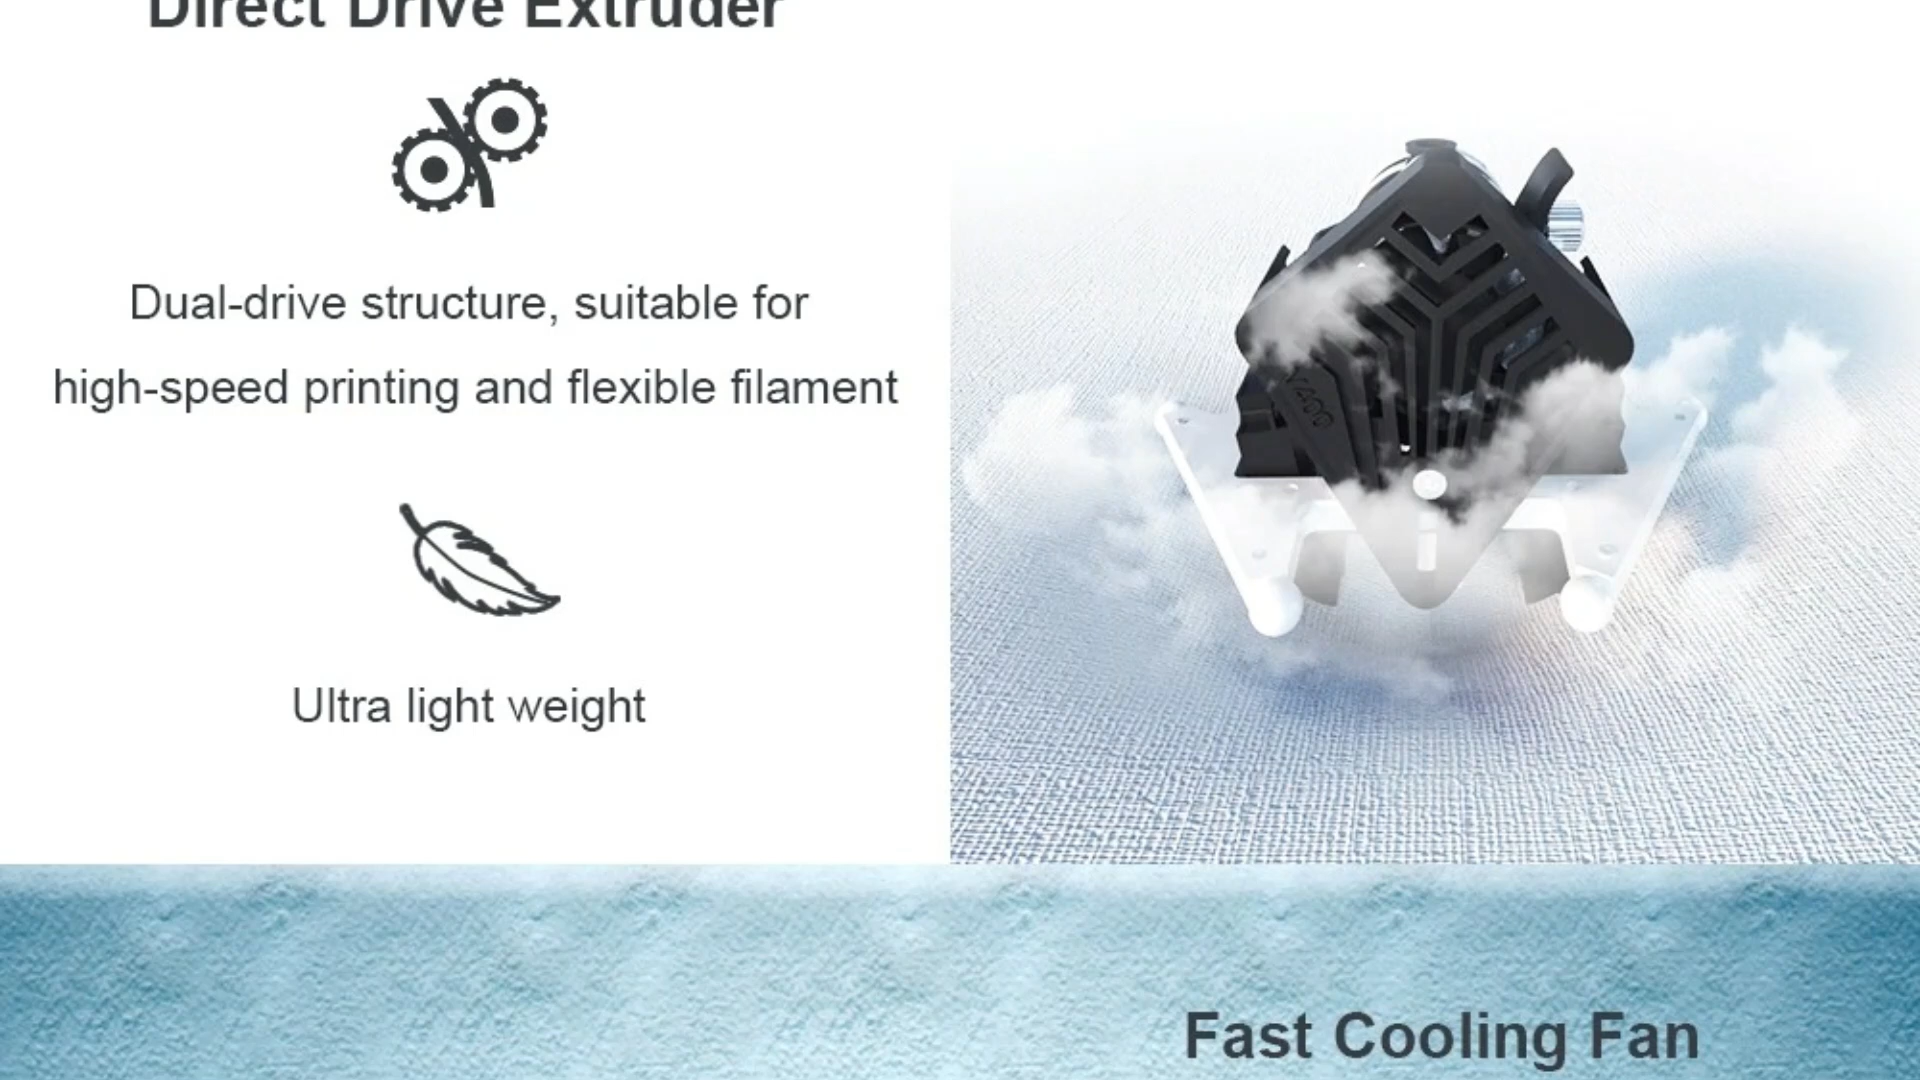 Direct Drive Extruder
Dual-drive structure, suitable for
high-speed printing and flexible filament
Ultra light weight
V400
Fast Cooling Fan